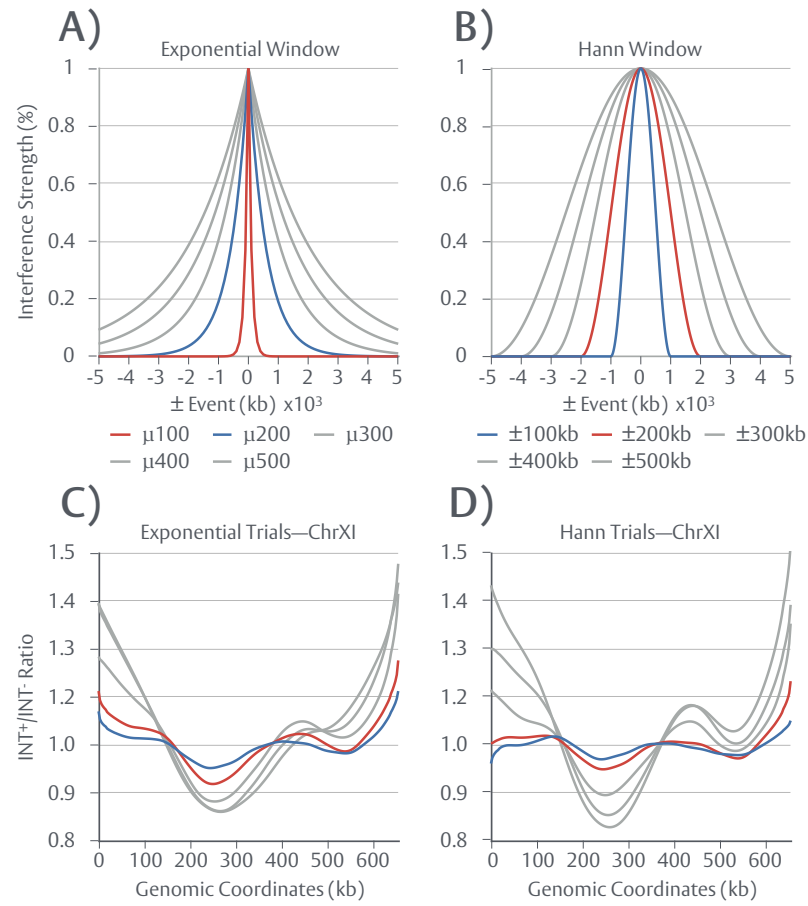 A)
Exponential Window
Interference Strength (%)
1
0.8
0.6
0.4
0.2
0
-5 -4 -3 -2 -1 0 1 2 3 4 5
± Event (kb) x10³
μ100 μ200 μ300
μ400 μ500
B)
Hann Window
1
0.8
0.6
0.4
0.2
0
-5 -4 -3 -2 -1 0 1 2 3 4 5
± Event (kb) x10³
±100kb ±200kb ±300kb
±400kb ±500kb
C)
Exponential Trials—ChrXI
INT⁺/INT⁻ Ratio
1.5
1.4
1.3
1.2
1.0
0.9
0.8
0 100 200 300 400 500 600
Genomic Coordinates (kb)
D)
Hann Trials—ChrXI
1.5
1.4
1.3
1.2
1.0
0.9
0.8
0 100 200 300 400 500 600
Genomic Coordinates (kb)